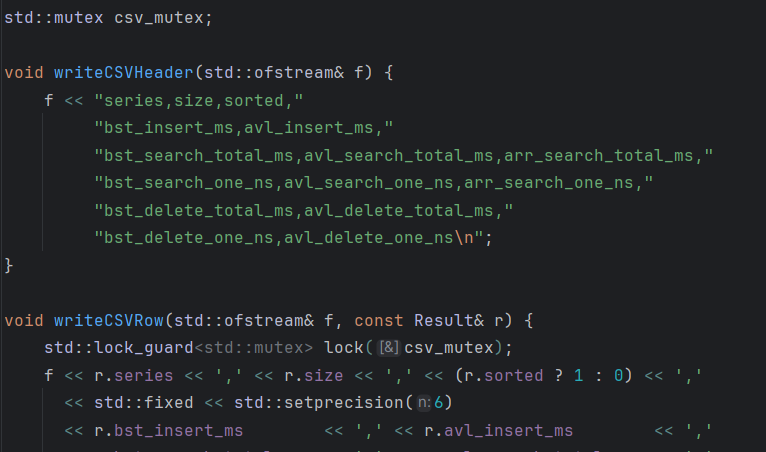 std::mutex csv_mutex;
void writeCSVHeader(std::ofstream& f) {
f << "series,size,sorted,"
"bst_insert_ms,avl_insert_ms,"
"bst_search_total_ms,avl_search_total_ms,arr_search_total_ms,"
"bst_search_one_ns,avl_search_one_ns,arr_search_one_ns,"
"bst_delete_total_ms,avl_delete_total_ms,"
"bst_delete_one_ns,avl_delete_one_ns\n";
}
void writeCSVRow(std::ofstream& f, const Result& r) {
std::lock_guard<std::mutex> lock([&]csv_mutex);
f << r.series << ',' << r.size << ',' << (r.sorted ? 1 : 0) << ','
<< std::fixed << std::setprecision(n:6)
<< r.bst_insert_ms << ',' << r.avl_insert_ms << ','